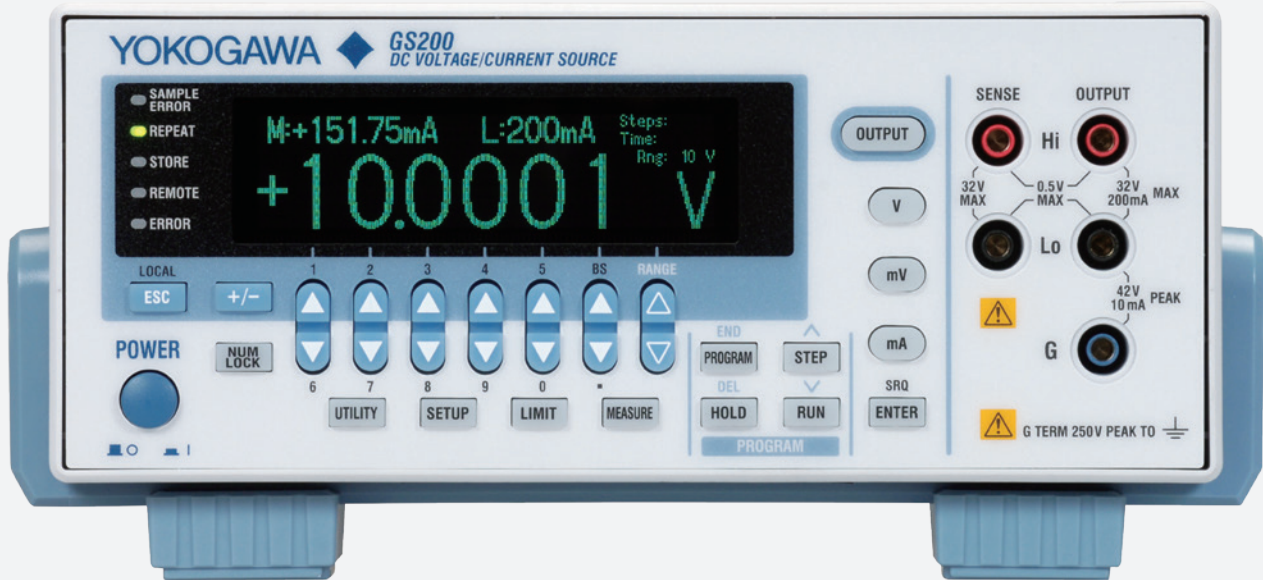 YOKOGAWA GS200
DC VOLTAGE/CURRENT SOURCE
SAMPLE
ERROR
REPEAT
STORE
REMOTE
ERROR
M:+151.75mA L:200mA
Steps:
Time:
Rng: 10 V
+10.0001 V
LOCAL
ESC
+/−
1 2 3 4 5 BS RANGE
6 7 8 9 0 .
POWER
NUM
LOCK
UTILITY SETUP LIMIT MEASURE
OUTPUT
V
mV
mA
SRQ
ENTER
END
PROGRAM STEP
DEL
HOLD RUN
PROGRAM
SENSE OUTPUT
Hi
32V
MAX
0.5V
MAX
32V
200mA MAX
Lo
42V
10mA PEAK
G
G TERM 250V PEAK TO